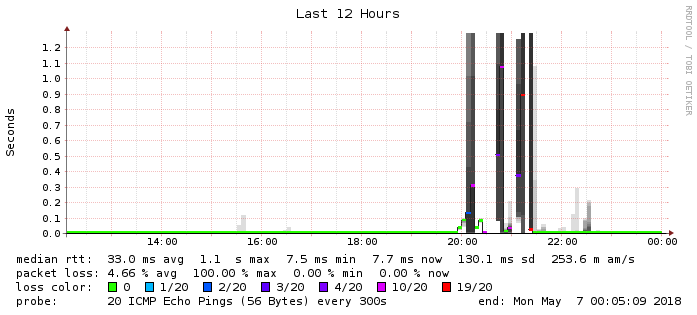 Last 12 Hours
RRDTOOL / TOBI OETIKER
Seconds
1.2
1.1
1.0
0.9
0.8
0.7
0.6
0.5
0.4
0.3
0.2
0.1
0.0
14:00 16:00 18:00 20:00 22:00 00:00
median rtt: 33.0 ms avg 1.1 s max 7.5 ms min 7.7 ms now 130.1 ms sd 253.6 m am/s
packet loss: 4.66 % avg 100.00 % max 0.00 % min 0.00 % now
loss color: 0 1/20 2/20 3/20 4/20 10/20 19/20
probe: 20 ICMP Echo Pings (56 Bytes) every 300s end: Mon May 7 00:05:09 2018